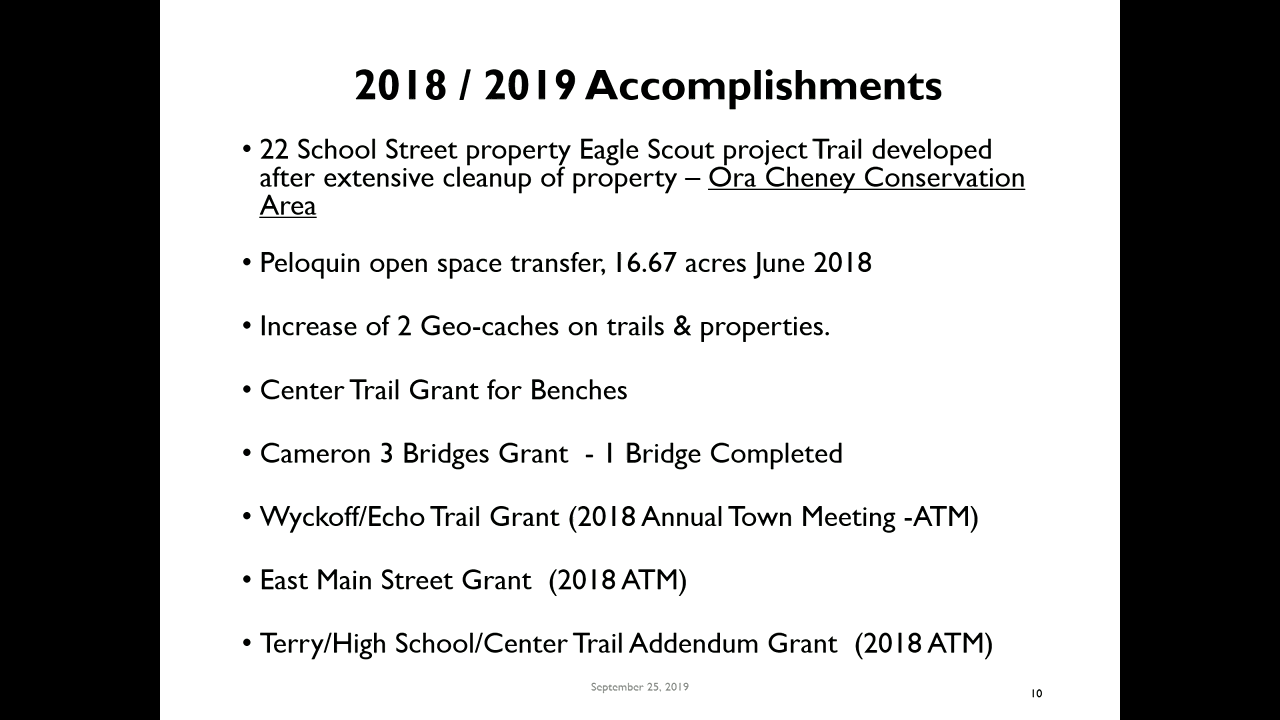 2018 / 2019 Accomplishments
• 22 School Street property Eagle Scout project Trail developed
after extensive cleanup of property – Ora Cheney Conservation
Area
• Peloquin open space transfer, 16.67 acres June 2018
• Increase of 2 Geo-caches on trails & properties.
• Center Trail Grant for Benches
• Cameron 3 Bridges Grant  - 1 Bridge Completed
• Wyckoff/Echo Trail Grant (2018 Annual Town Meeting -ATM)
• East Main Street Grant  (2018 ATM)
• Terry/High School/Center Trail Addendum Grant  (2018 ATM)
September 25, 2019
10